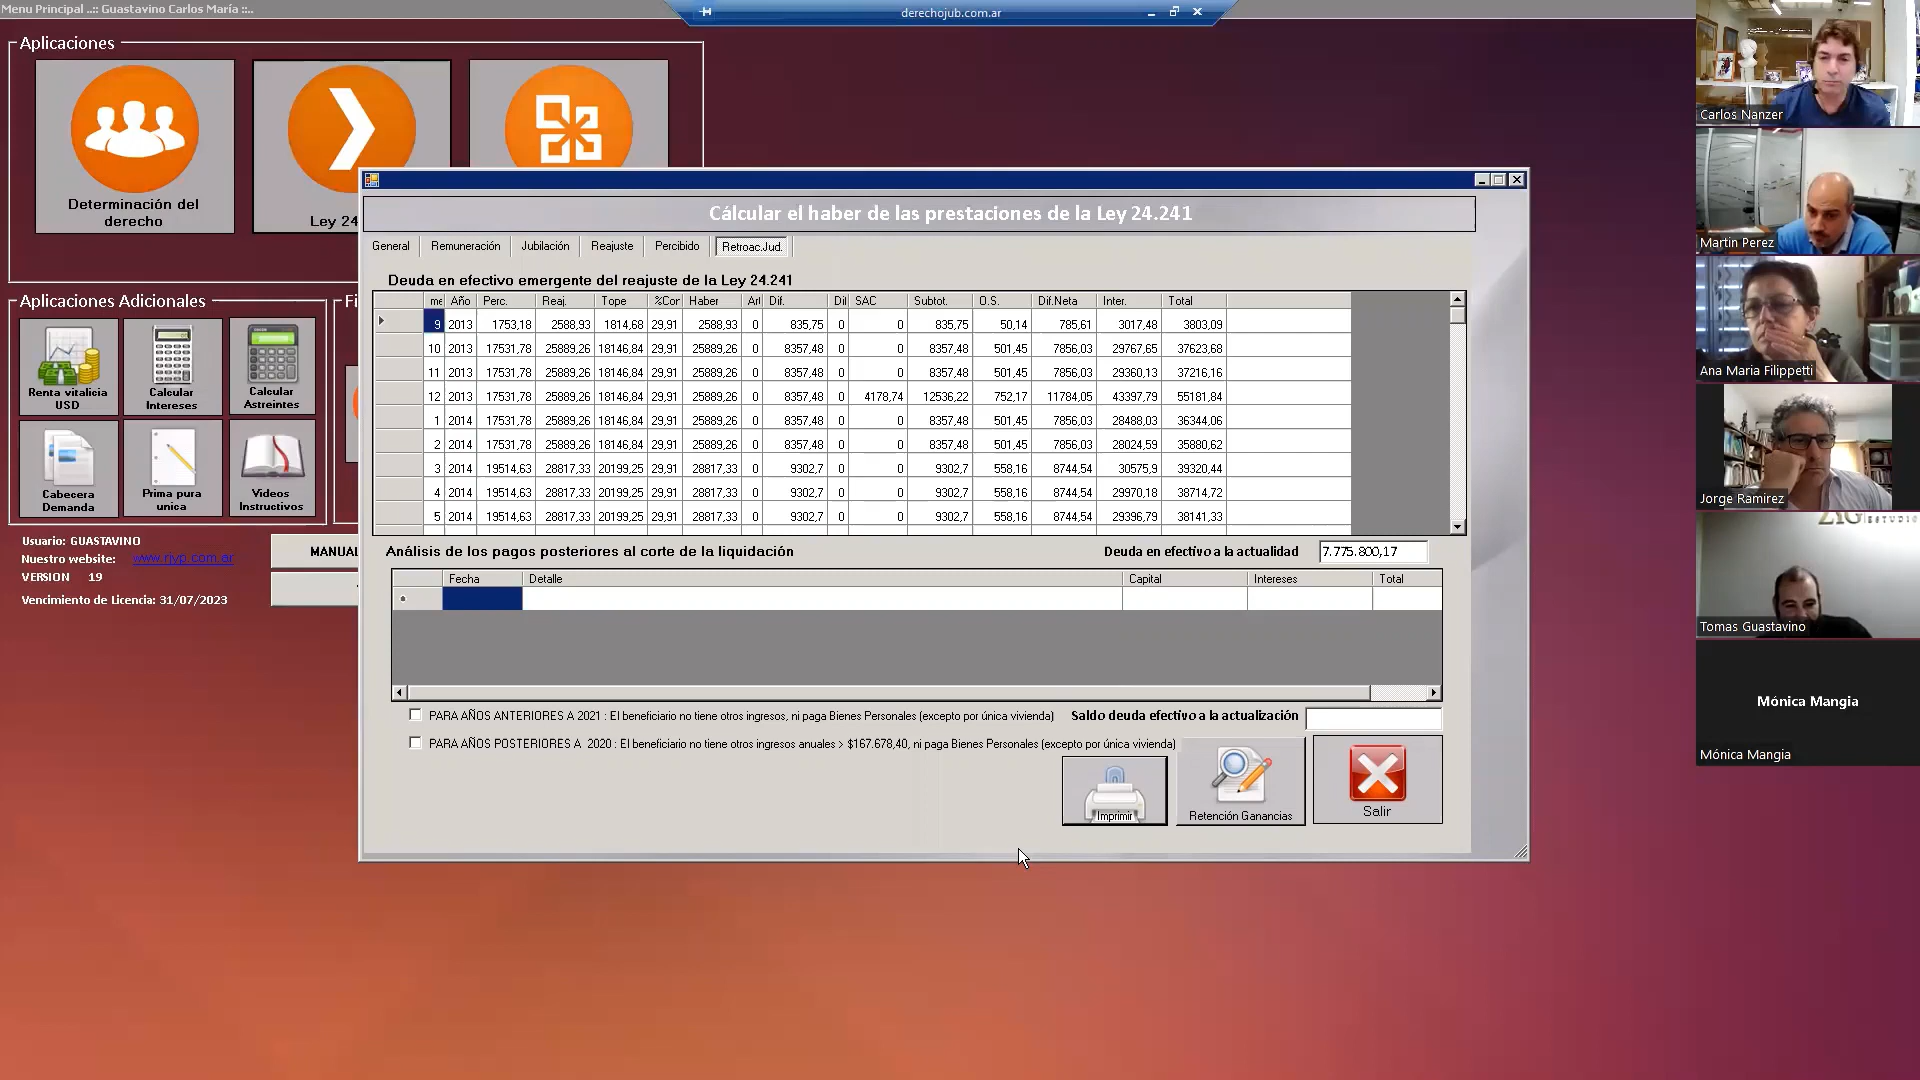 Menu Principal ..:: Guastavino Carlos María ::..
derechojub.com.ar
Aplicaciones
Determinación del
derecho
Ley 24
Cálcular el haber de las prestaciones de la Ley 24.241
General Remuneración Jubilación Reajuste Percibido Retroac.Jud.
Deuda en efectivo emergente del reajuste de la Ley 24.241
me Año Perc. Reaj. Tope %Cor Haber Dif. Dif SAC Subtot. O.S. Dif.Neta Inter. Total
9 2013 1753,18 2588,93 1814,68 29,91 2588,93 0 835,75 0 0 835,75 50,14 785,61 3017,48 3803,09
10 2013 17531,78 25889,26 18146,84 29,91 25889,26 0 8357,48 0 0 8357,48 501,45 7856,03 29767,65 37623,68
11 2013 17531,78 25889,26 18146,84 29,91 25889,26 0 8357,48 0 0 8357,48 501,45 7856,03 29360,13 37216,16
12 2013 17531,78 25889,26 18146,84 29,91 25889,26 0 8357,48 0 4178,74 12536,22 752,17 11784,05 43397,79 55181,84
1 2014 17531,78 25889,26 18146,84 29,91 25889,26 0 8357,48 0 0 8357,48 501,45 7856,03 28488,03 36344,06
2 2014 17531,78 25889,26 18146,84 29,91 25889,26 0 8357,48 0 0 8357,48 501,45 7856,03 28024,59 35880,62
3 2014 19514,63 28817,33 20199,25 29,91 28817,33 0 9302,7 0 0 9302,7 558,16 8744,54 30575,9 39320,44
4 2014 19514,63 28817,33 20199,25 29,91 28817,33 0 9302,7 0 0 9302,7 558,16 8744,54 29970,18 38714,72
5 2014 19514,63 28817,33 20199,25 29,91 28817,33 0 9302,7 0 0 9302,7 558,16 8744,54 29396,79 38141,33
Análisis de los pagos posteriores al corte de la liquidación
Deuda en efectivo a la actualidad 7.775.800,17
Fecha Detalle Capital Intereses Total
PARA AÑOS ANTERIORES A 2021 : El beneficiario no tiene otros ingresos, ni paga Bienes Personales (excepto por única vivienda)
Saldo deuda efectivo a la actualización
PARA AÑOS POSTERIORES A 2020 : El beneficiario no tiene otros ingresos anuales > $167.678,40, ni paga Bienes Personales (excepto por única vivienda)
Imprimir
Retención Ganancias
Salir
Aplicaciones Adicionales
Fi
Renta vitalicia
USD
Calcular
Intereses
Calcular
Astreintes
Cabecera
Demanda
Prima pura
unica
Videos
Instructivos
Usuario: GUASTAVINO
Nuestro website: www.rjyp.com.ar
VERSION 19
Vencimiento de Licencia: 31/07/2023
MANUAL
Carlos Nanzer
Martin Perez
Ana Maria Filippetti
Jorge Ramirez
ESTUDIO
Tomas Guastavino
Mónica Mangia
Mónica Mangia